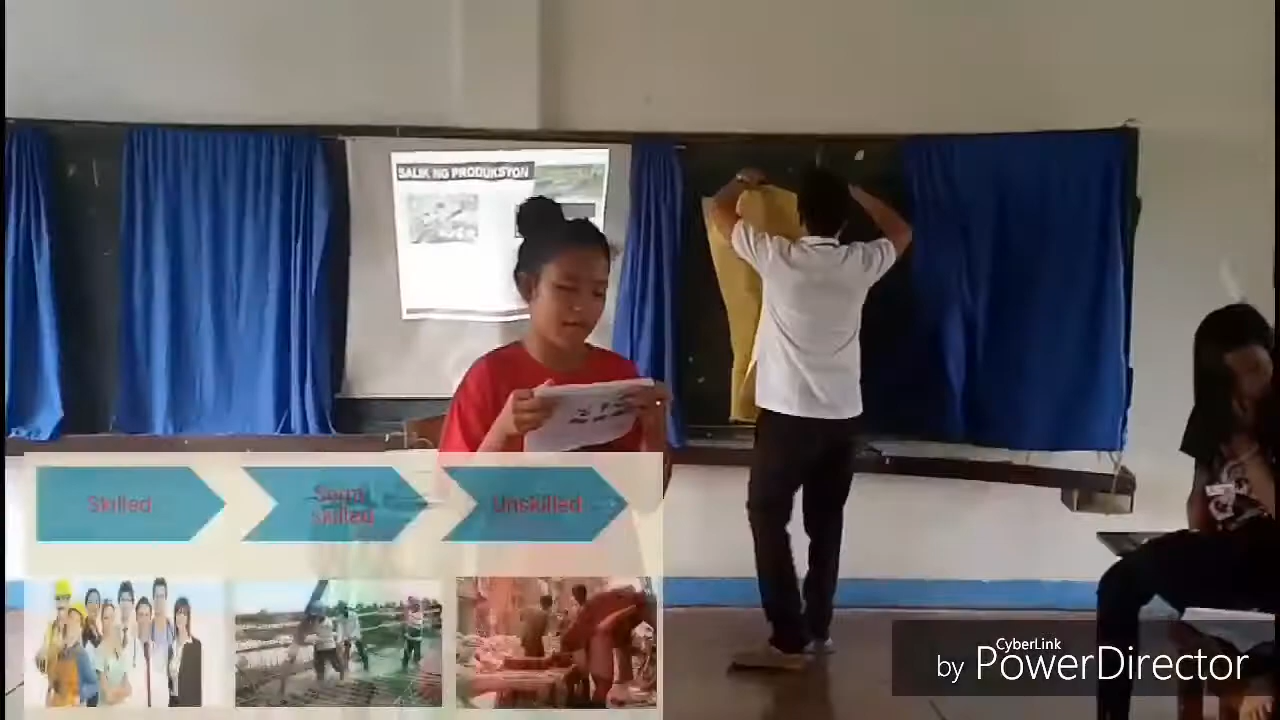 SALIK NG PRODUKSYON
Skilled
Semi
skilled
Unskilled
CyberLink
by PowerDirector